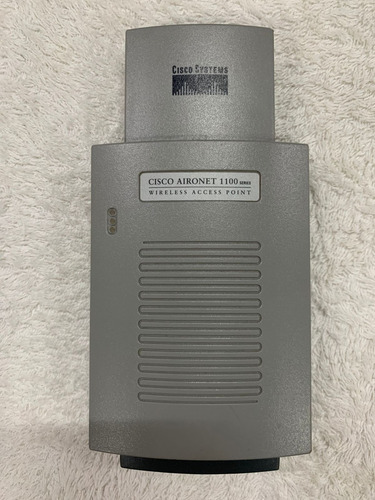 CISCO SYSTEMS
CISCO AIRONET 1100 SERIES
WIRELESS ACCESS POINT